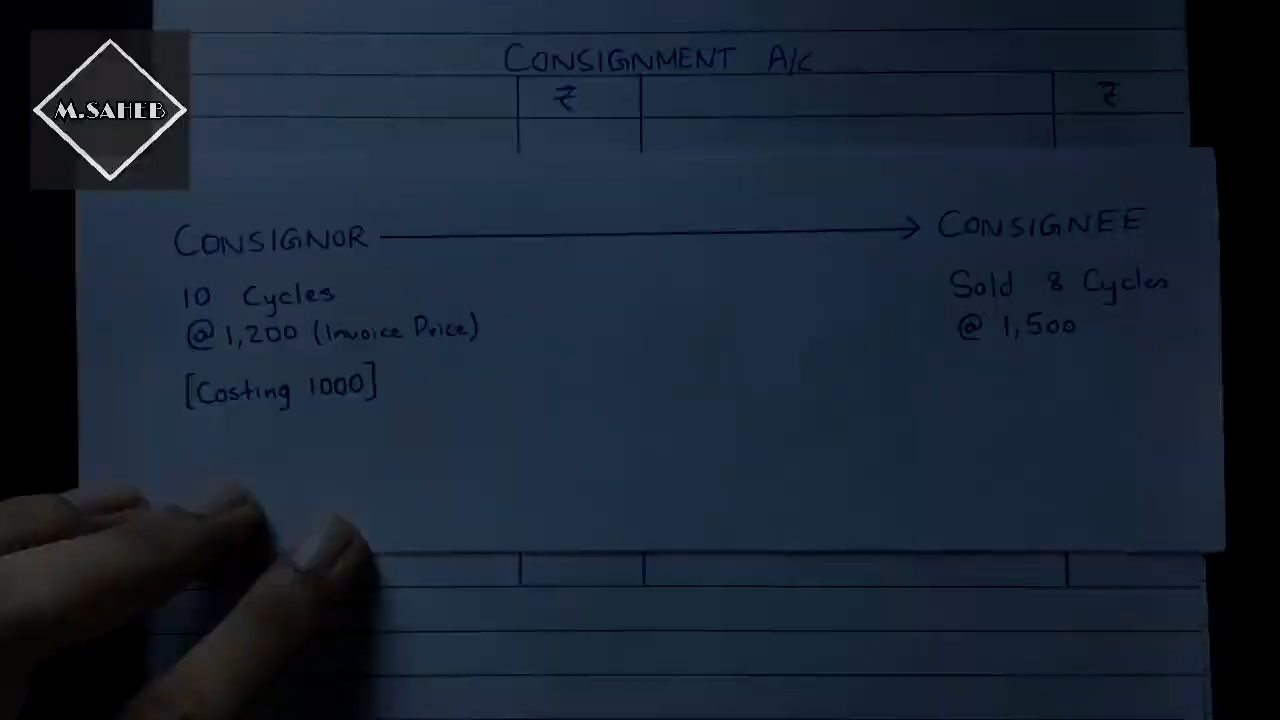 CONSIGNMENT A/c
₹ ₹
M.SAHEB
CONSIGNOR CONSIGNEE
10 Cycles
@ 1,200 (Invoice Price)
[Costing 1000]
Sold 8 Cycles
@ 1,500